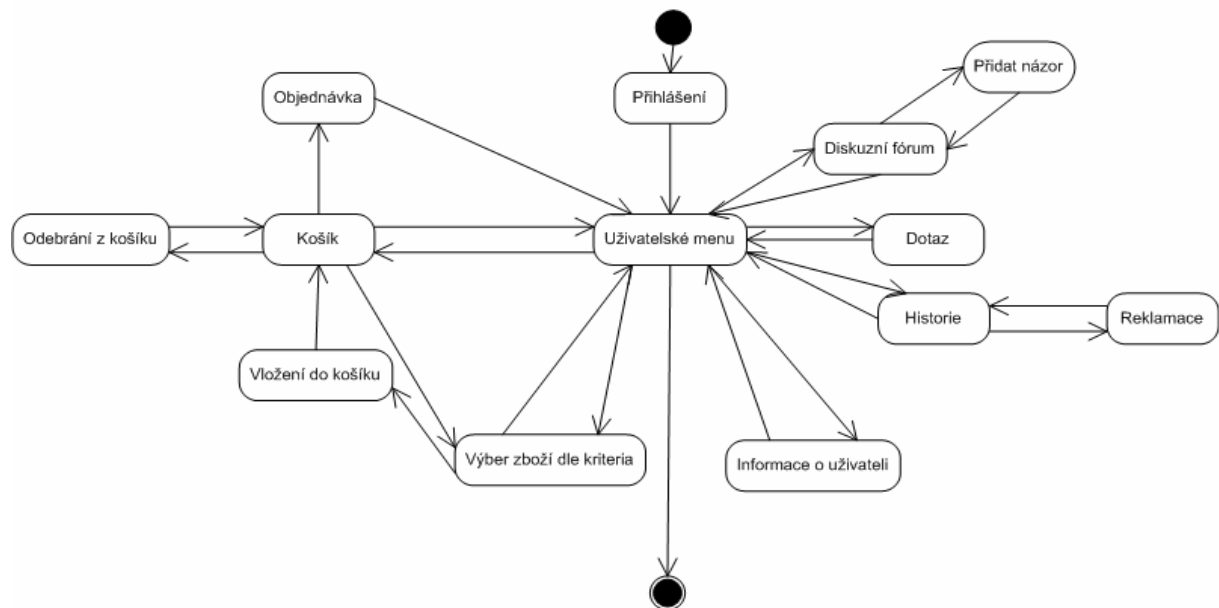 Přidat názor
Objednávka
Přihlášení
Diskuzní fórum
Odebrání z košíku
Košík
Uživatelské menu
Dotaz
Historie
Reklamace
Vložení do košíku
Výber zboží dle kriteria
Informace o uživateli